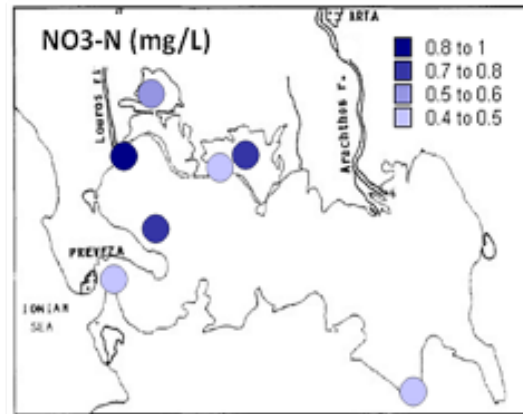 NO3-N (mg/L)
ARTA
0.8 to 1
0.7 to 0.8
0.5 to 0.6
0.4 to 0.5
Louros
Arachthos r.
PREVEZA
IONIAN
SEA